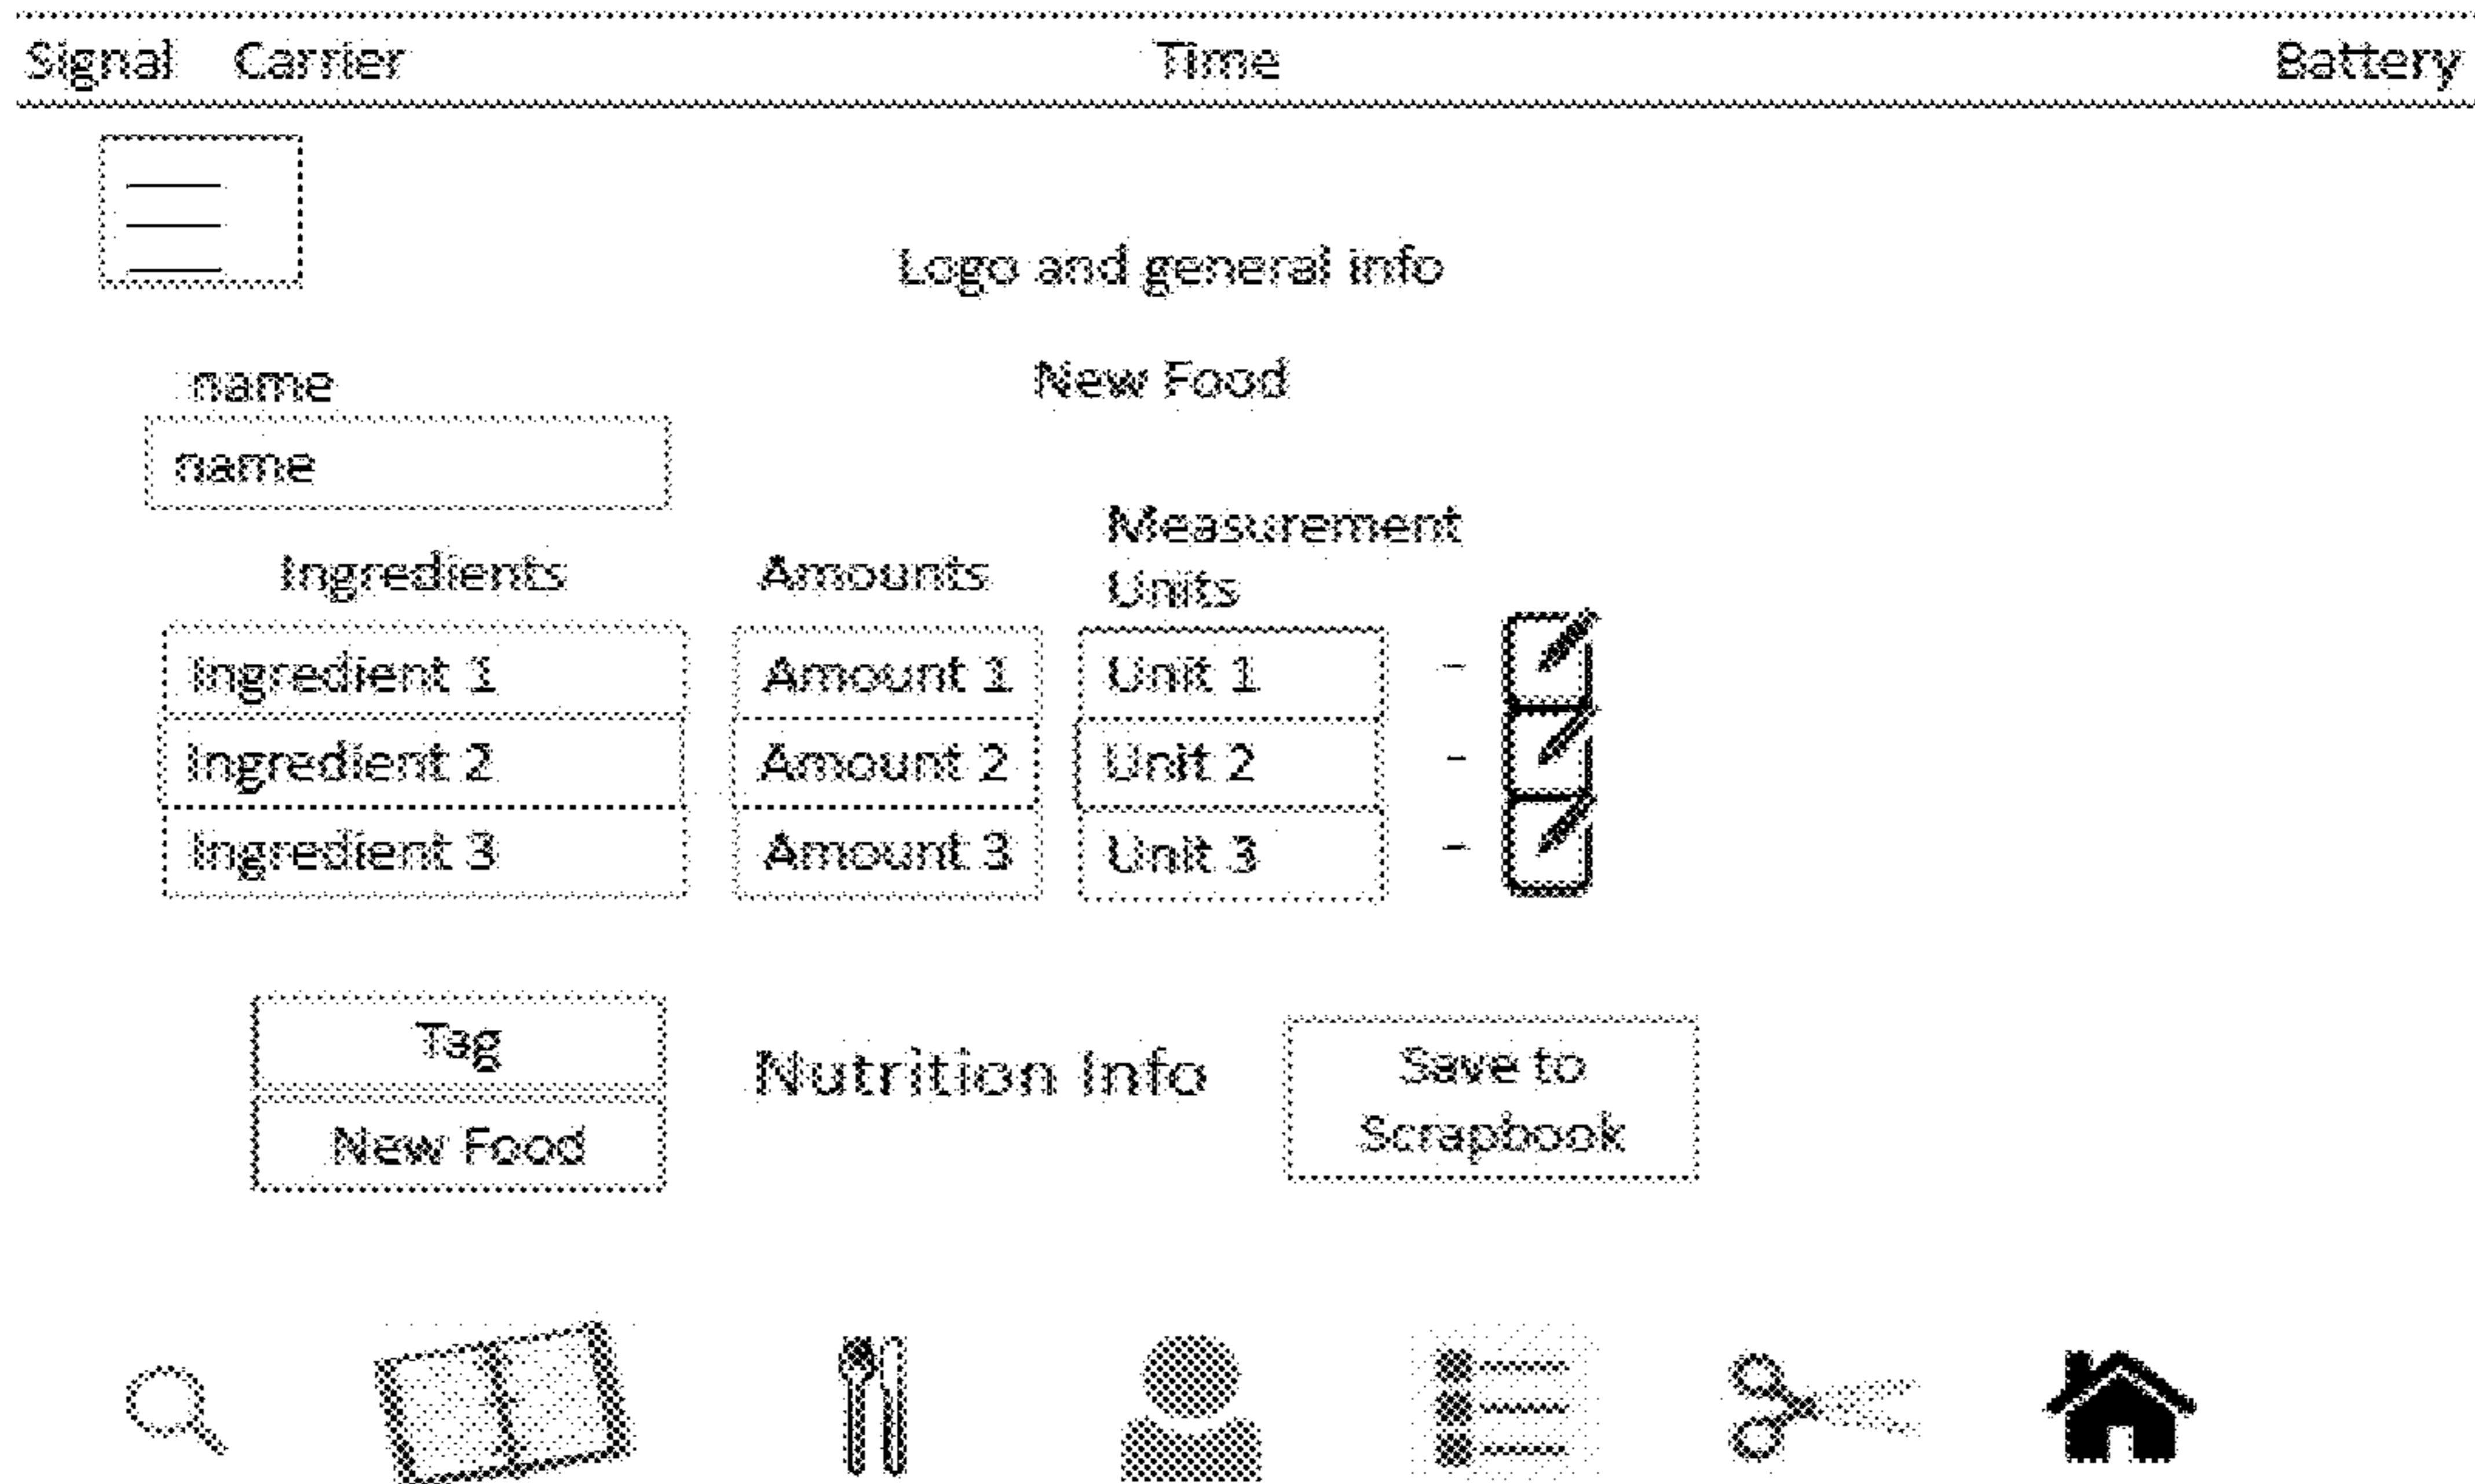 Signal Carrier Time Battery
Logo and general info
name New Food
name
Measurement
Ingredients Amounts Units
Ingredient 1 Amount 1 Unit 1 -
Ingredient 2 Amount 2 Unit 2 -
Ingredient 3 Amount 3 Unit 3 -
Tag
Nutrition Info
Save to
Scrapbook
New Food